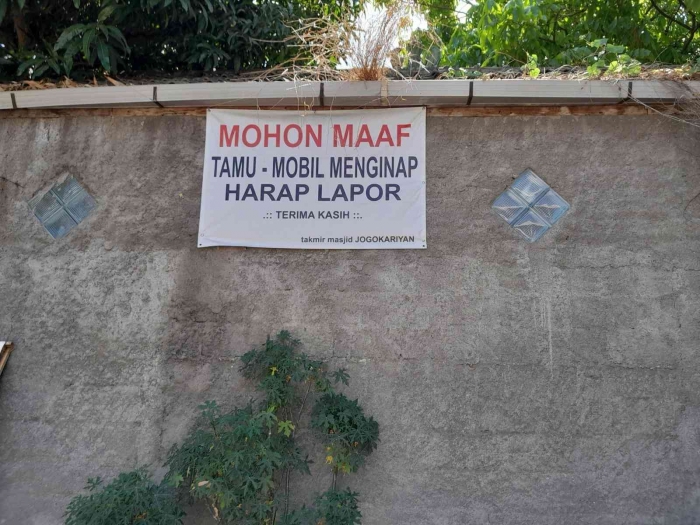 MOHON MAAF
TAMU - MOBIL MENGINAP
HARAP LAPOR
.:: TERIMA KASIH ::.
takmir masjid JOGOKARIYAN